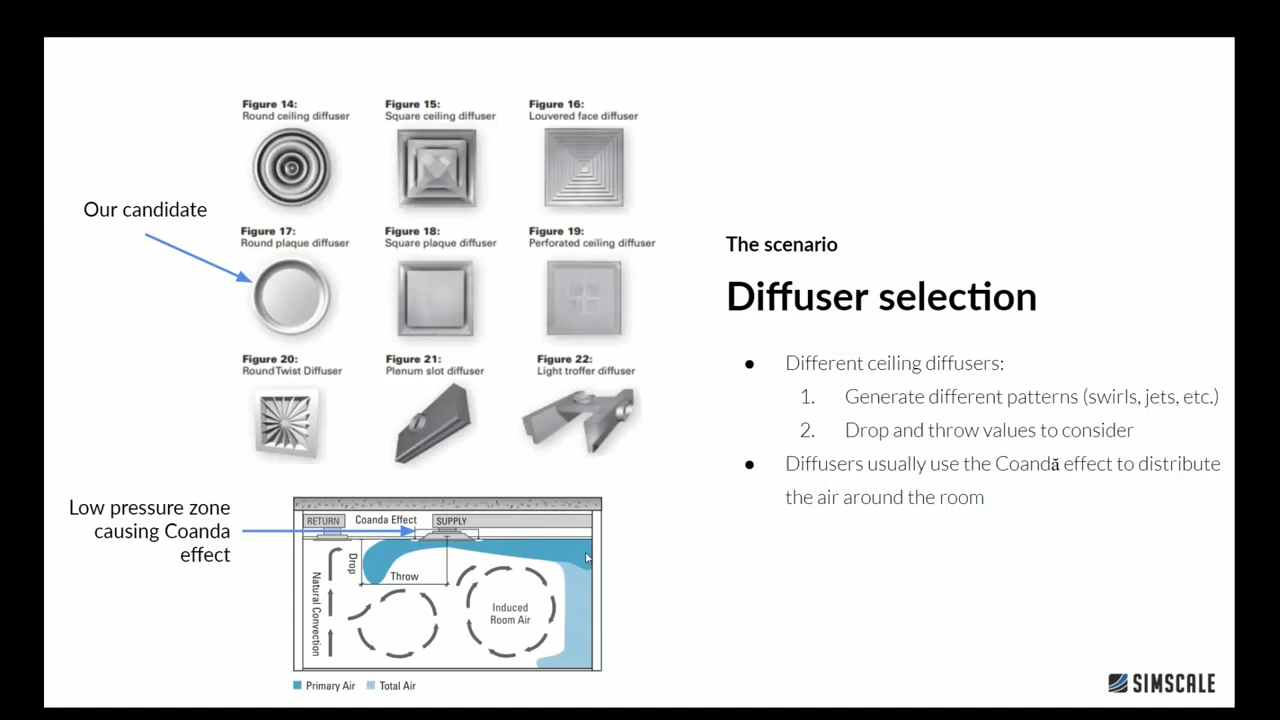 Figure 14:
Round ceiling diffuser
Figure 15:
Square ceiling diffuser
Figure 16:
Louvered face diffuser
Our candidate
Figure 17:
Round plaque diffuser
Figure 18:
Square plaque diffuser
Figure 19:
Perforated ceiling diffuser
Figure 20:
Round Twist Diffuser
Figure 21:
Plenum slot diffuser
Figure 22:
Light troffer diffuser
Low pressure zone
causing Coanda
effect
RETURN
Coanda Effect
SUPPLY
Drop
Throw
Natural Convection
Induced
Room Air
Primary Air
Total Air
The scenario
Diffuser selection
● Different ceiling diffusers:
1. Generate different patterns (swirls, jets, etc.)
2. Drop and throw values to consider
● Diffusers usually use the Coandă effect to distribute
the air around the room
SIMSCALE